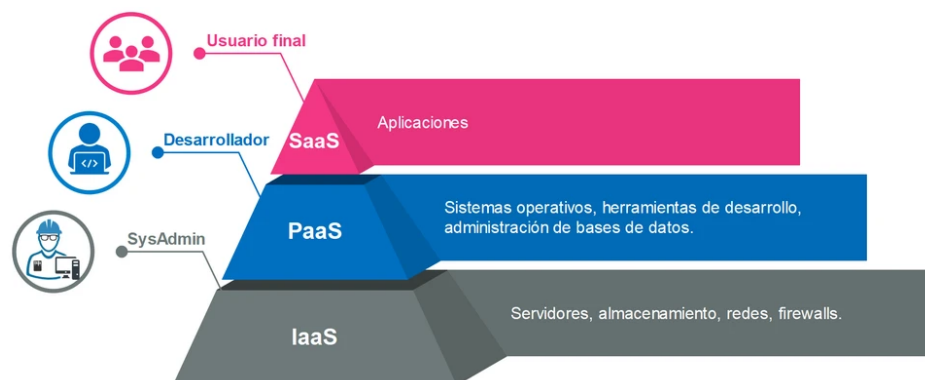 Usuario final
SaaS
Aplicaciones
Desarrollador
</>
PaaS
Sistemas operativos, herramientas de desarrollo,
administración de bases de datos.
SysAdmin
IaaS
Servidores, almacenamiento, redes, firewalls.